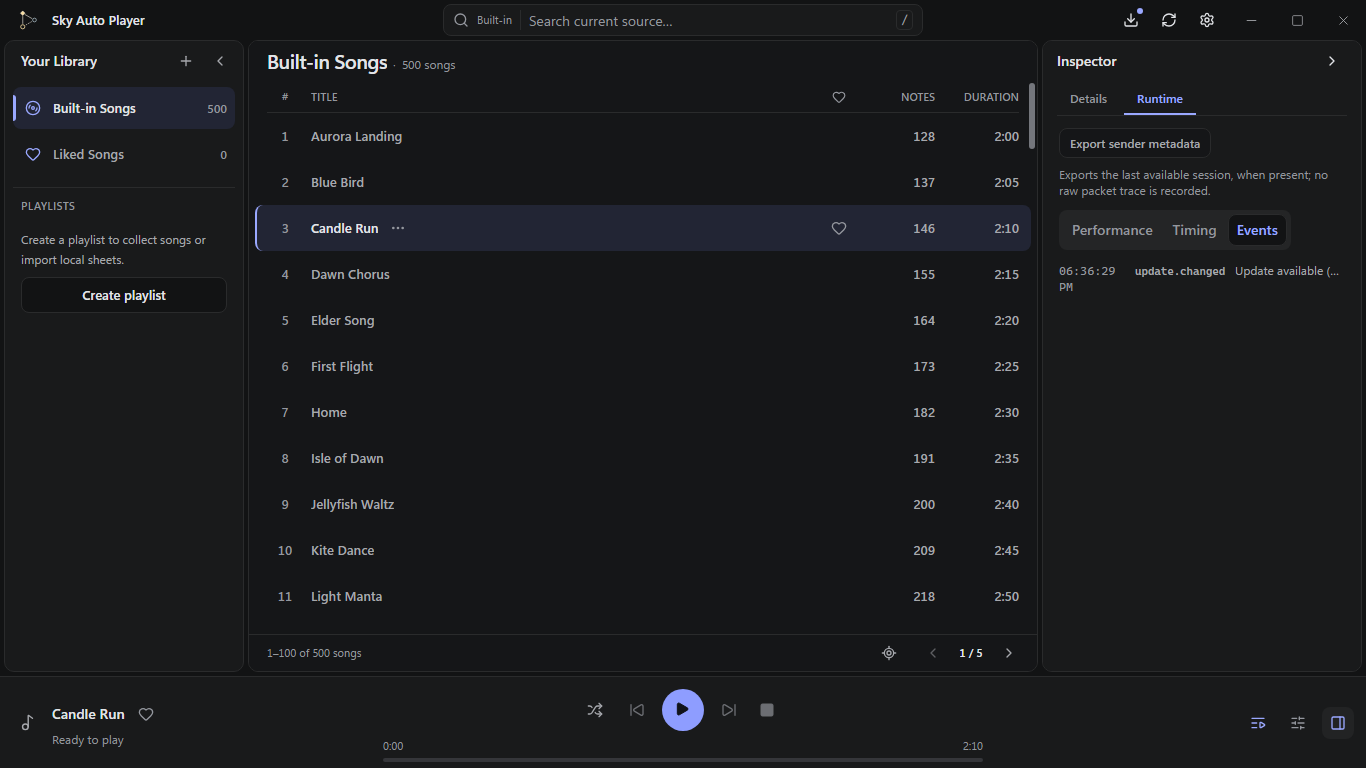 Sky Auto Player
Built-in
Search current source...
/
Your Library
Built-in Songs 500
Liked Songs 0
PLAYLISTS
Create a playlist to collect songs or
import local sheets.
Create playlist
Built-in Songs · 500 songs
# TITLE NOTES DURATION
1 Aurora Landing 128 2:00
2 Blue Bird 137 2:05
3 Candle Run ··· 146 2:10
4 Dawn Chorus 155 2:15
5 Elder Song 164 2:20
6 First Flight 173 2:25
7 Home 182 2:30
8 Isle of Dawn 191 2:35
9 Jellyfish Waltz 200 2:40
10 Kite Dance 209 2:45
11 Light Manta 218 2:50
1–100 of 500 songs
1 / 5
Inspector
Details Runtime
Export sender metadata
Exports the last available session, when present; no
raw packet trace is recorded.
Performance Timing Events
06:36:29 update.changed Update available (...
PM
Candle Run
Ready to play
0:00 2:10